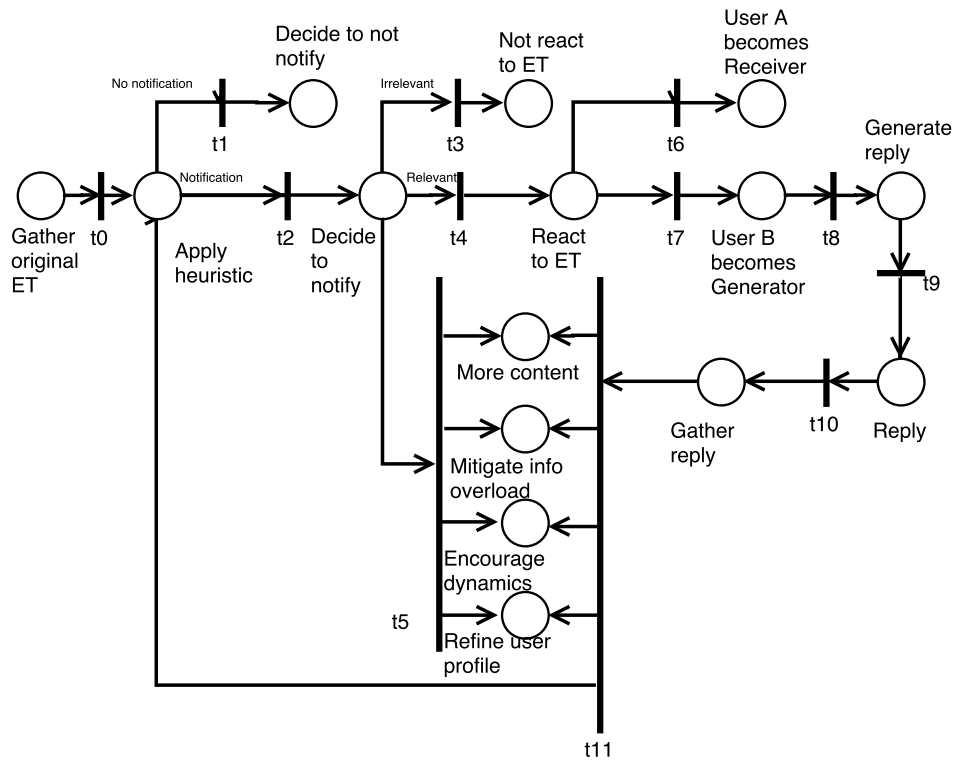 User A
becomes
Receiver
Decide to not
notify
Not react
to ET
No notification
Irrelevant
t1
t3
t6
Generate
reply
Notification
Relevant
Gather
original
ET
t0
Apply
heuristic
t2
Decide
to
notify
t4
React
to ET
t7
User B
becomes
Generator
t8
t9
More content
t10
Gather
reply
Reply
Mitigate info
overload
Encourage
dynamics
t5
Refine user
profile
t11